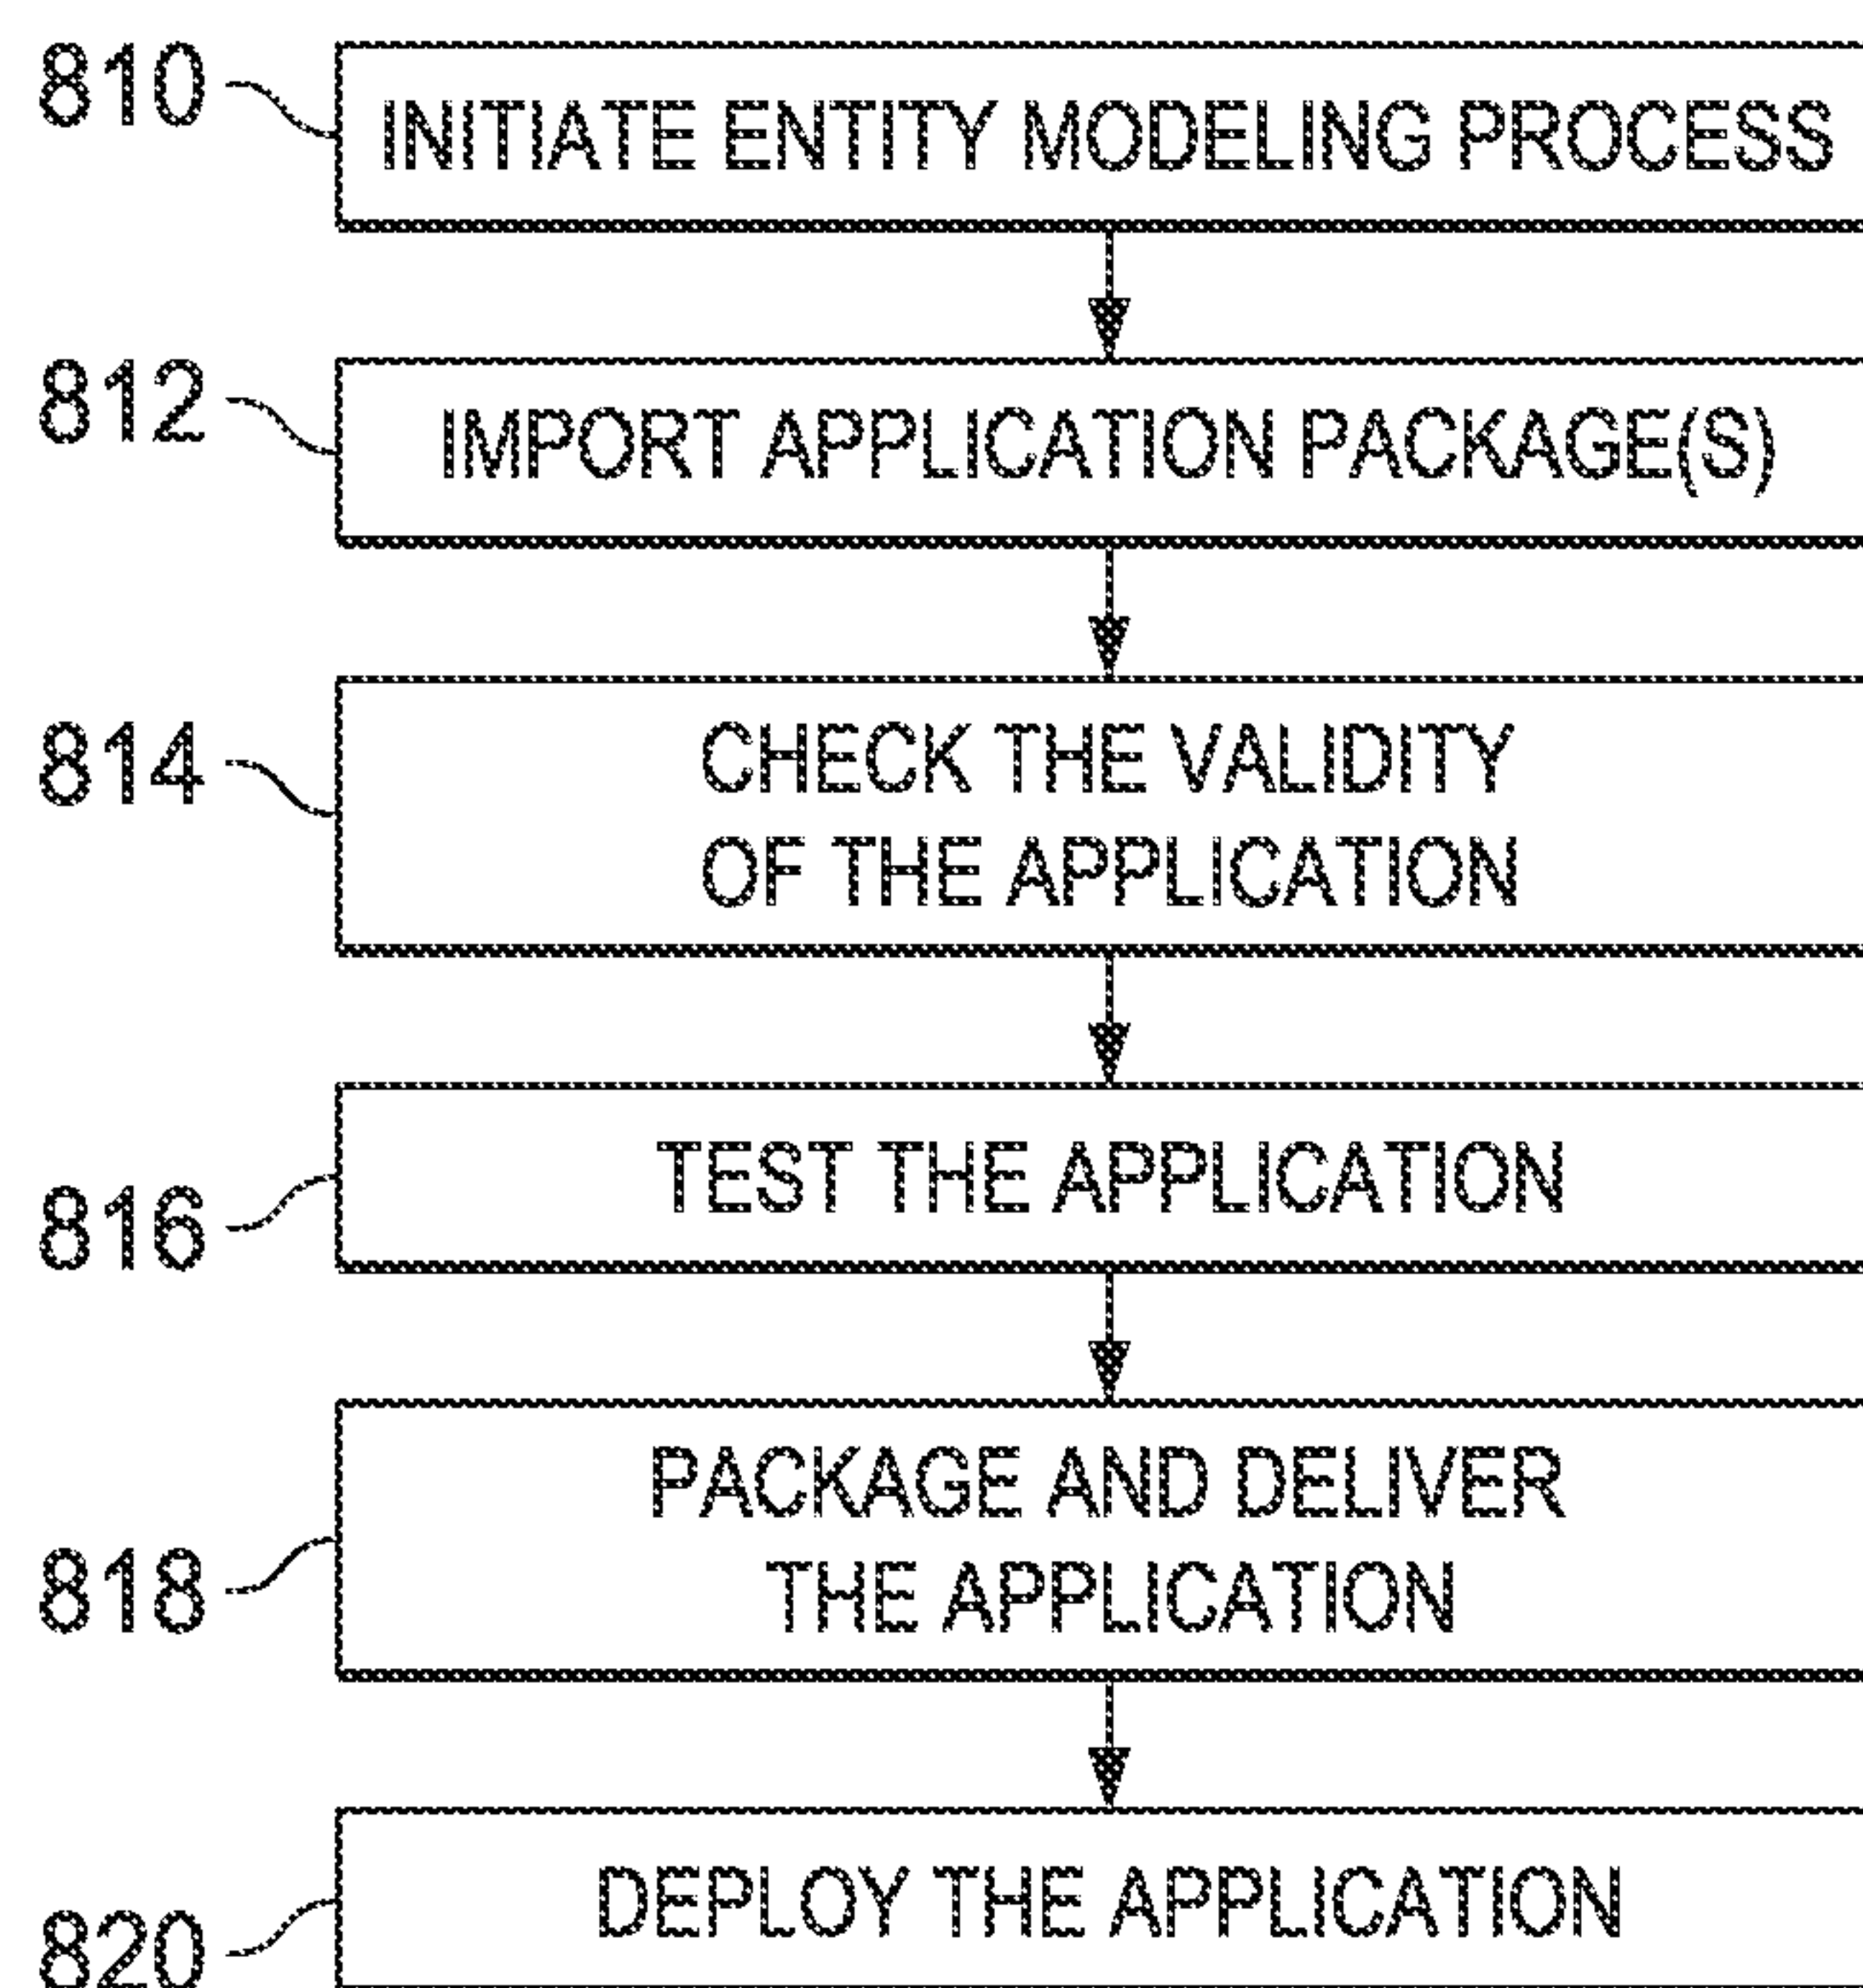 810
INITIATE ENTITY MODELING PROCESS
812
IMPORT APPLICATION PACKAGE(S)
814
CHECK THE VALIDITY
OF THE APPLICATION
816
TEST THE APPLICATION
818
PACKAGE AND DELIVER
THE APPLICATION
820
DEPLOY THE APPLICATION